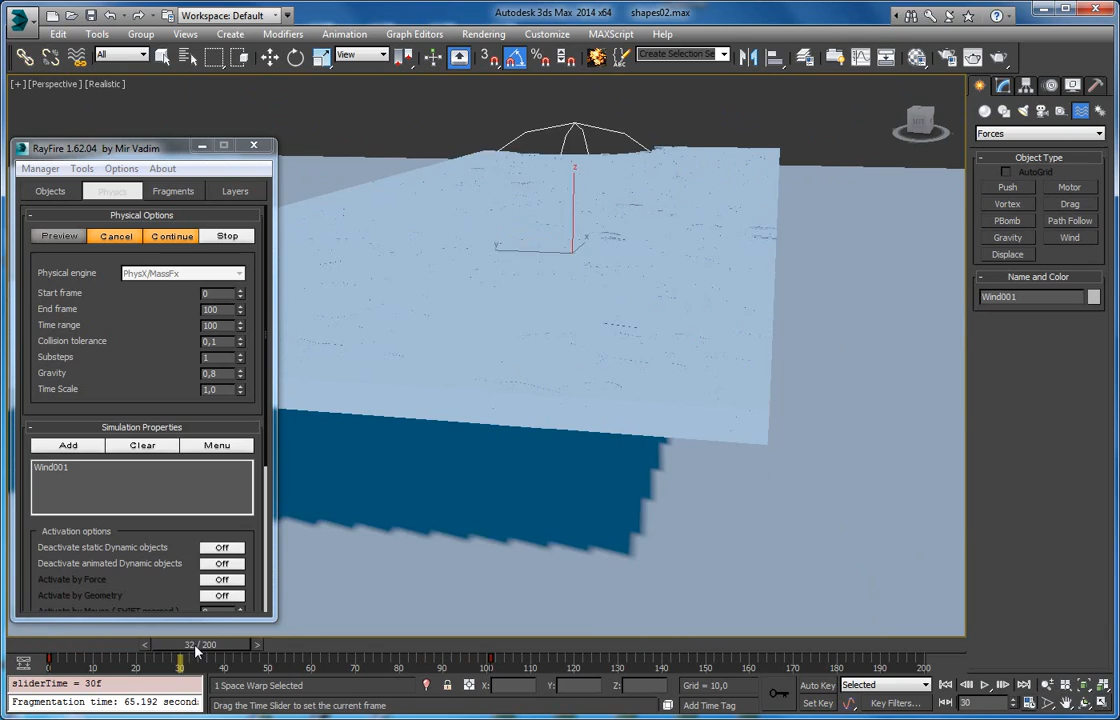 Workspace: Default
Autodesk 3ds Max  2014 x64
shapes02.max
Edit
Tools
Group
Views
Create
Modifiers
Animation
Graph Editors
Rendering
Customize
MAXScript
Help
All
View
3
Create Selection Se
[+] [Perspective] [Realistic]
RayFire 1.62.04  by Mir Vadim
Manager
Tools
Options
About
Objects
Physics
Fragments
Layers
- Physical Options
Preview
Cancel
Continue
Stop
Physical engine
PhysX/MassFx
Start frame 0
End frame 100
Time range 100
Collision tolerance 0,1
Substeps 1
Gravity 0,8
Time Scale 1,0
- Simulation Properties
Add
Clear
Menu
Wind001
Activation options
Deactivate static Dynamic objects Off
Deactivate animated Dynamic objects Off
Activate by Force Off
Activate by Geometry Off
Activate by Mouse ( SHIFT pressed )
z
x
y
Forces
- Object Type
AutoGrid
Push
Motor
Vortex
Drag
PBomb
Path Follow
Gravity
Wind
Displace
- Name and Color
Wind001
< 32 / 200 >
0 10 20 30 40 50 60 70 80 90 100 110 120 130 140 150 160 170 180 190 200
sliderTime = 30f
Fragmentation time: 65.192 second
1 Space Warp Selected
Drag the Time Slider to set the current frame
X:
Y:
Z:
Grid = 10,0
Add Time Tag
Auto Key
Selected
Set Key
Key Filters...
30